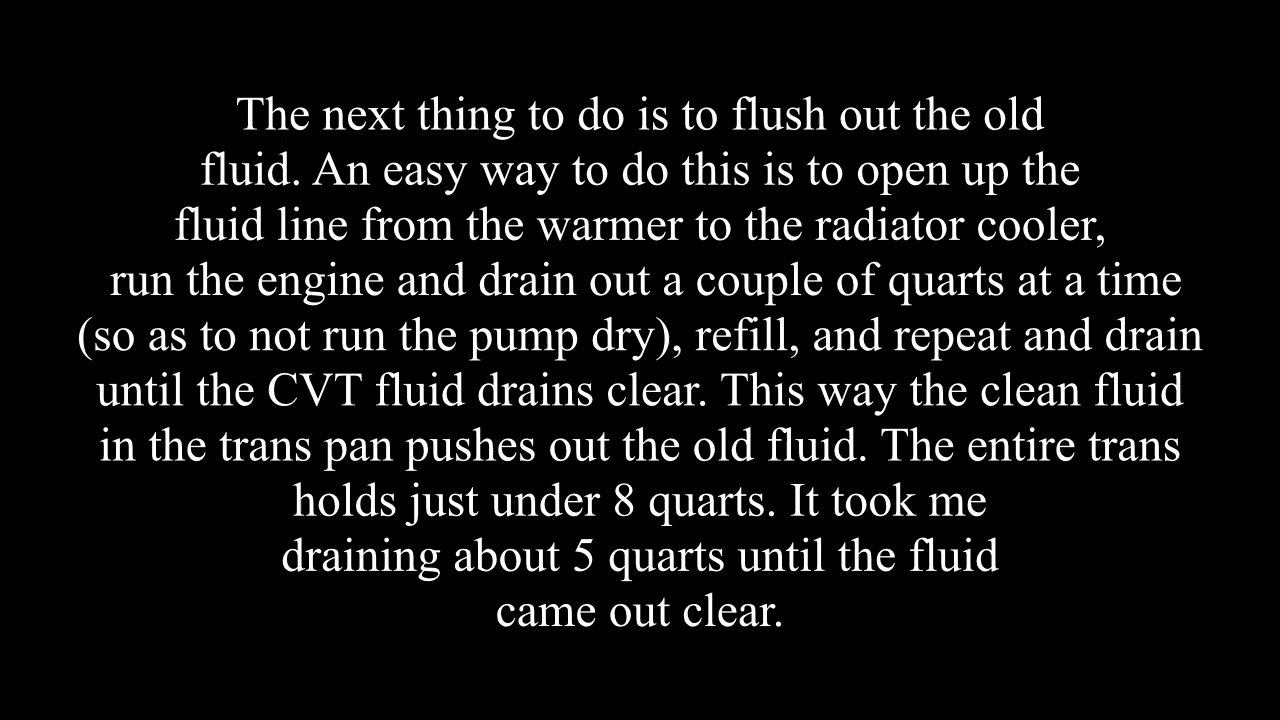 The next thing to do is to flush out the old
fluid. An easy way to do this is to open up the
fluid line from the warmer to the radiator cooler,
run the engine and drain out a couple of quarts at a time
(so as to not run the pump dry), refill, and repeat and drain
until the CVT fluid drains clear. This way the clean fluid
in the trans pan pushes out the old fluid. The entire trans
holds just under 8 quarts. It took me
draining about 5 quarts until the fluid
came out clear.